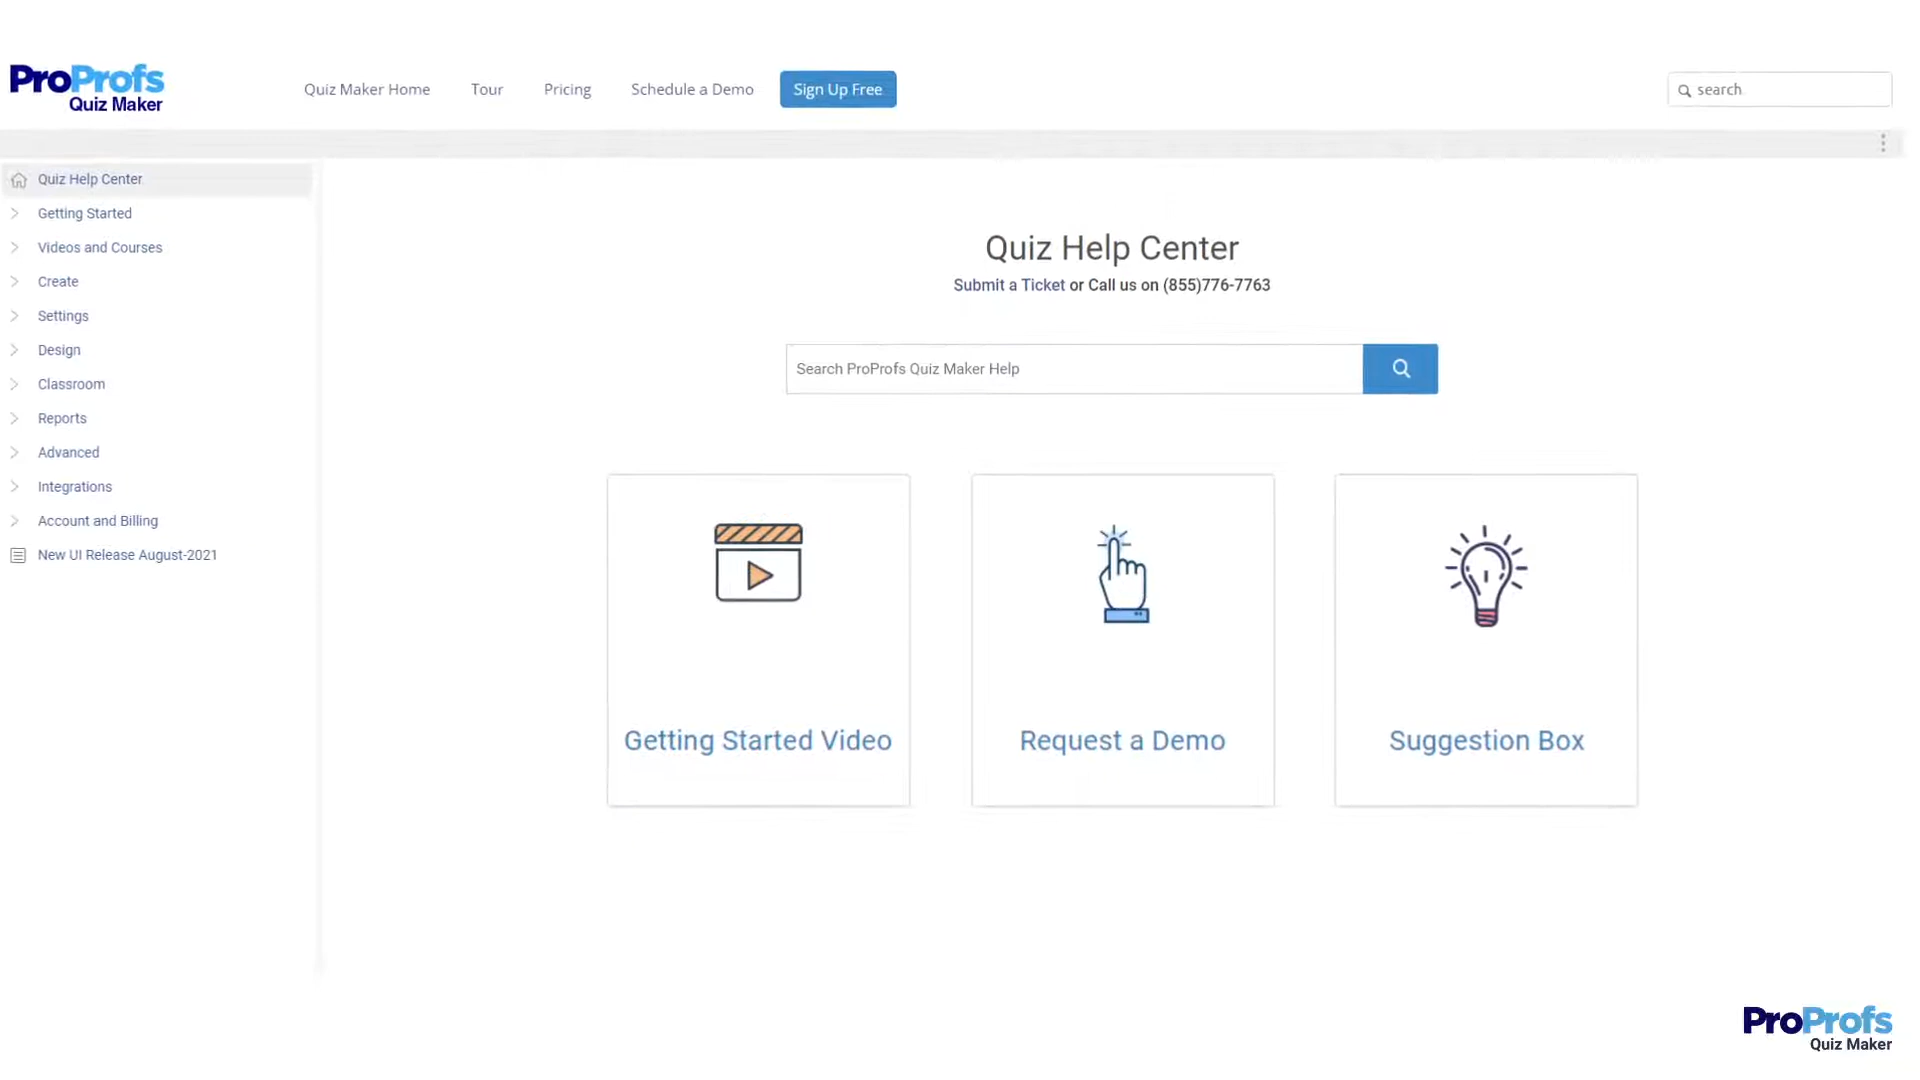 ProProfs
Quiz Maker
Quiz Maker Home
Tour
Pricing
Schedule a Demo
Sign Up Free
search
Quiz Help Center
Getting Started
Videos and Courses
Create
Settings
Design
Classroom
Reports
Advanced
Integrations
Account and Billing
New UI Release August-2021
Quiz Help Center
Submit a Ticket or Call us on (855)776-7763
Search ProProfs Quiz Maker Help
Getting Started Video
Request a Demo
Suggestion Box
ProProfs
Quiz Maker